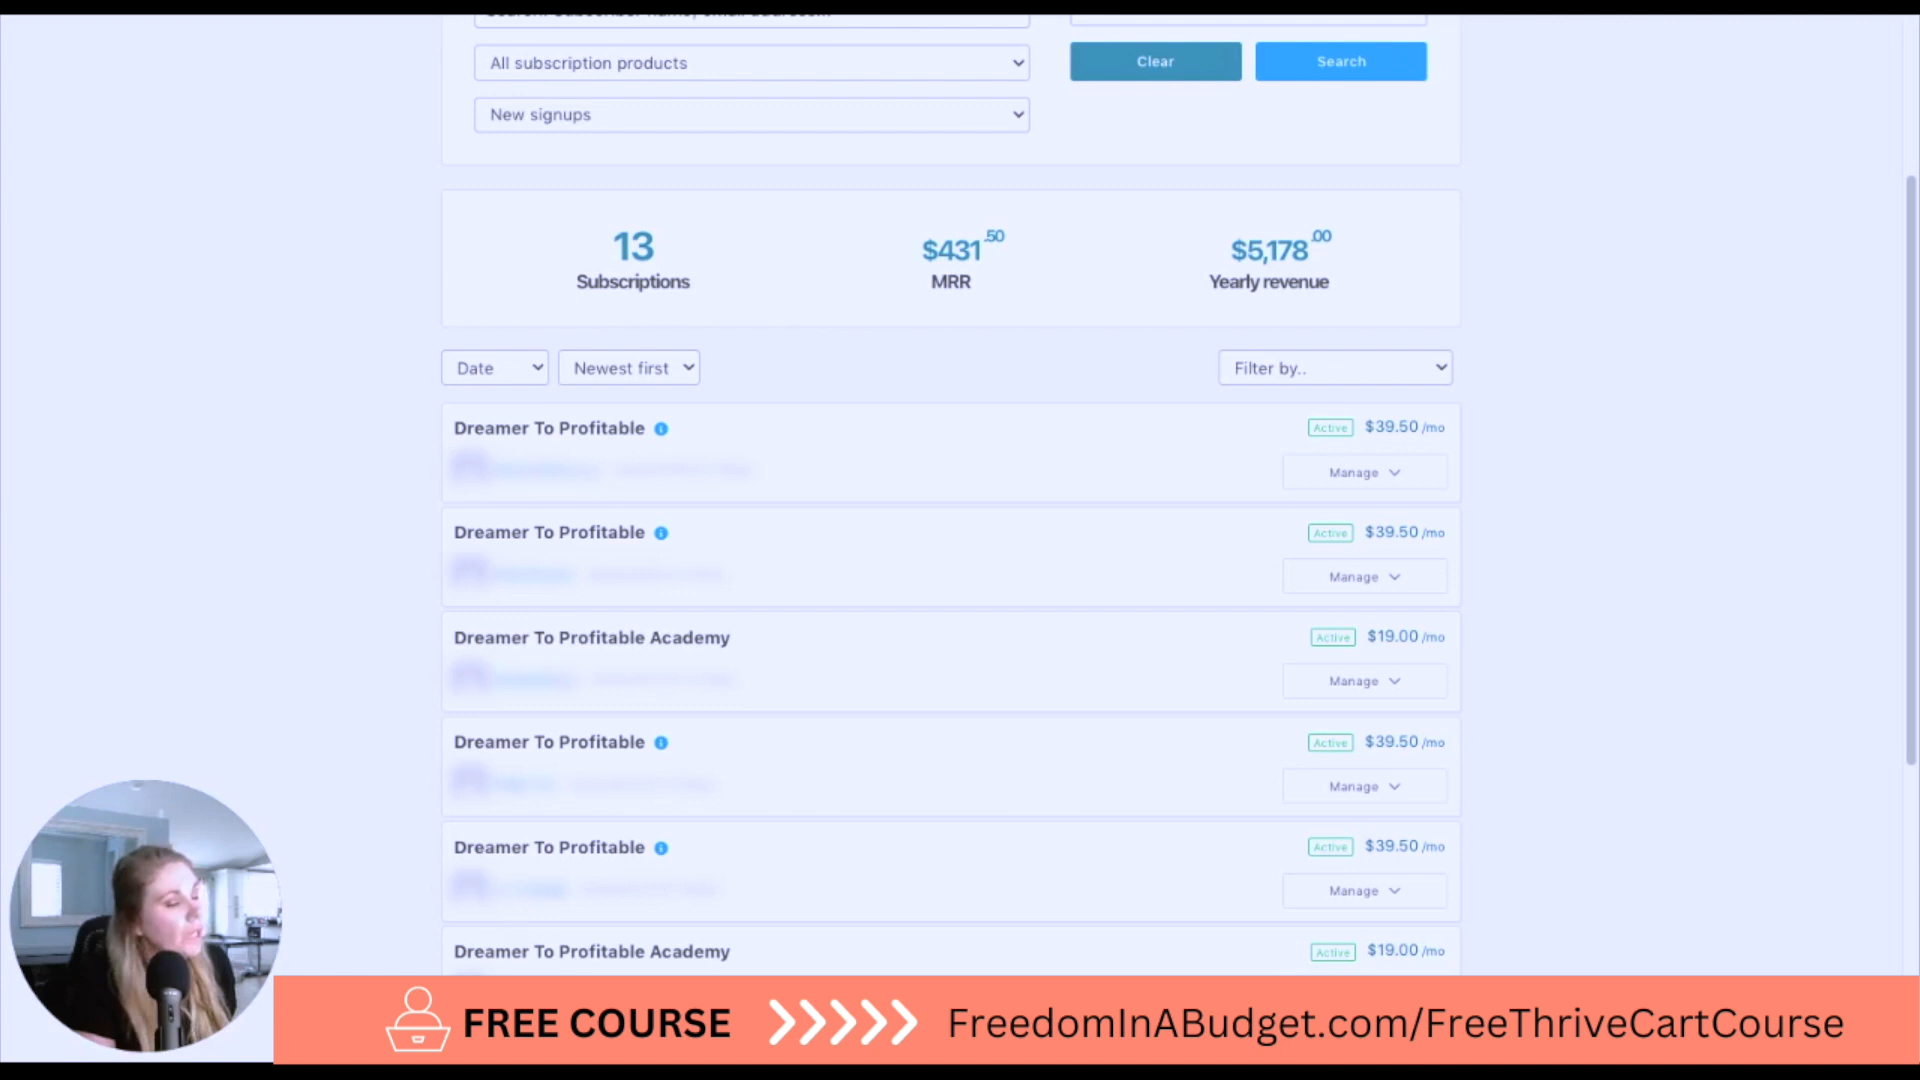 All subscription products
Clear
Search
New signups
13
Subscriptions
$431.50
MRR
$5,178.00
Yearly revenue
Date
Newest first
Filter by..
Dreamer To Profitable
Active $39.50 /mo
Manage
Dreamer To Profitable
Active $39.50 /mo
Manage
Dreamer To Profitable Academy
Active $19.00 /mo
Manage
Dreamer To Profitable
Active $39.50 /mo
Manage
Dreamer To Profitable
Active $39.50 /mo
Manage
Dreamer To Profitable Academy
Active $19.00 /mo
FREE COURSE
FreedomInABudget.com/FreeThriveCartCourse